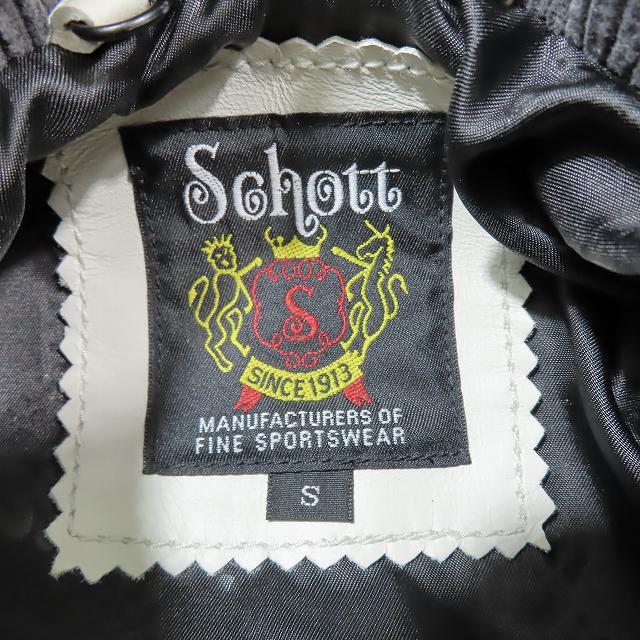 Schott
S
SINCE 1913
MANUFACTURERS OF
FINE SPORTSWEAR
S